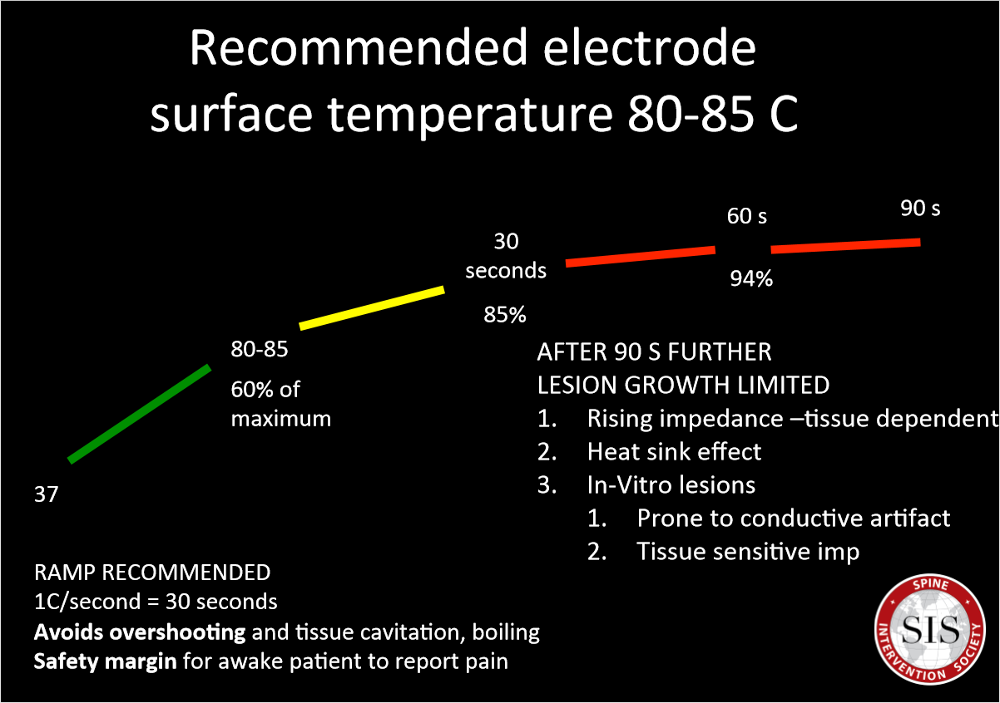 Recommended electrode
surface temperature 80-85 C
90 s
60 s
30
seconds
94%
85%
80-85
60% of
maximum
37
AFTER 90 S FURTHER
LESION GROWTH LIMITED
1. Rising impedance –tissue dependent
2. Heat sink effect
3. In-Vitro lesions
1. Prone to conductive artifact
2. Tissue sensitive imp
RAMP RECOMMENDED
1C/second = 30 seconds
Avoids overshooting and tissue cavitation, boiling
Safety margin for awake patient to report pain
SPINE
INTERVENTION SOCIETY
SIS